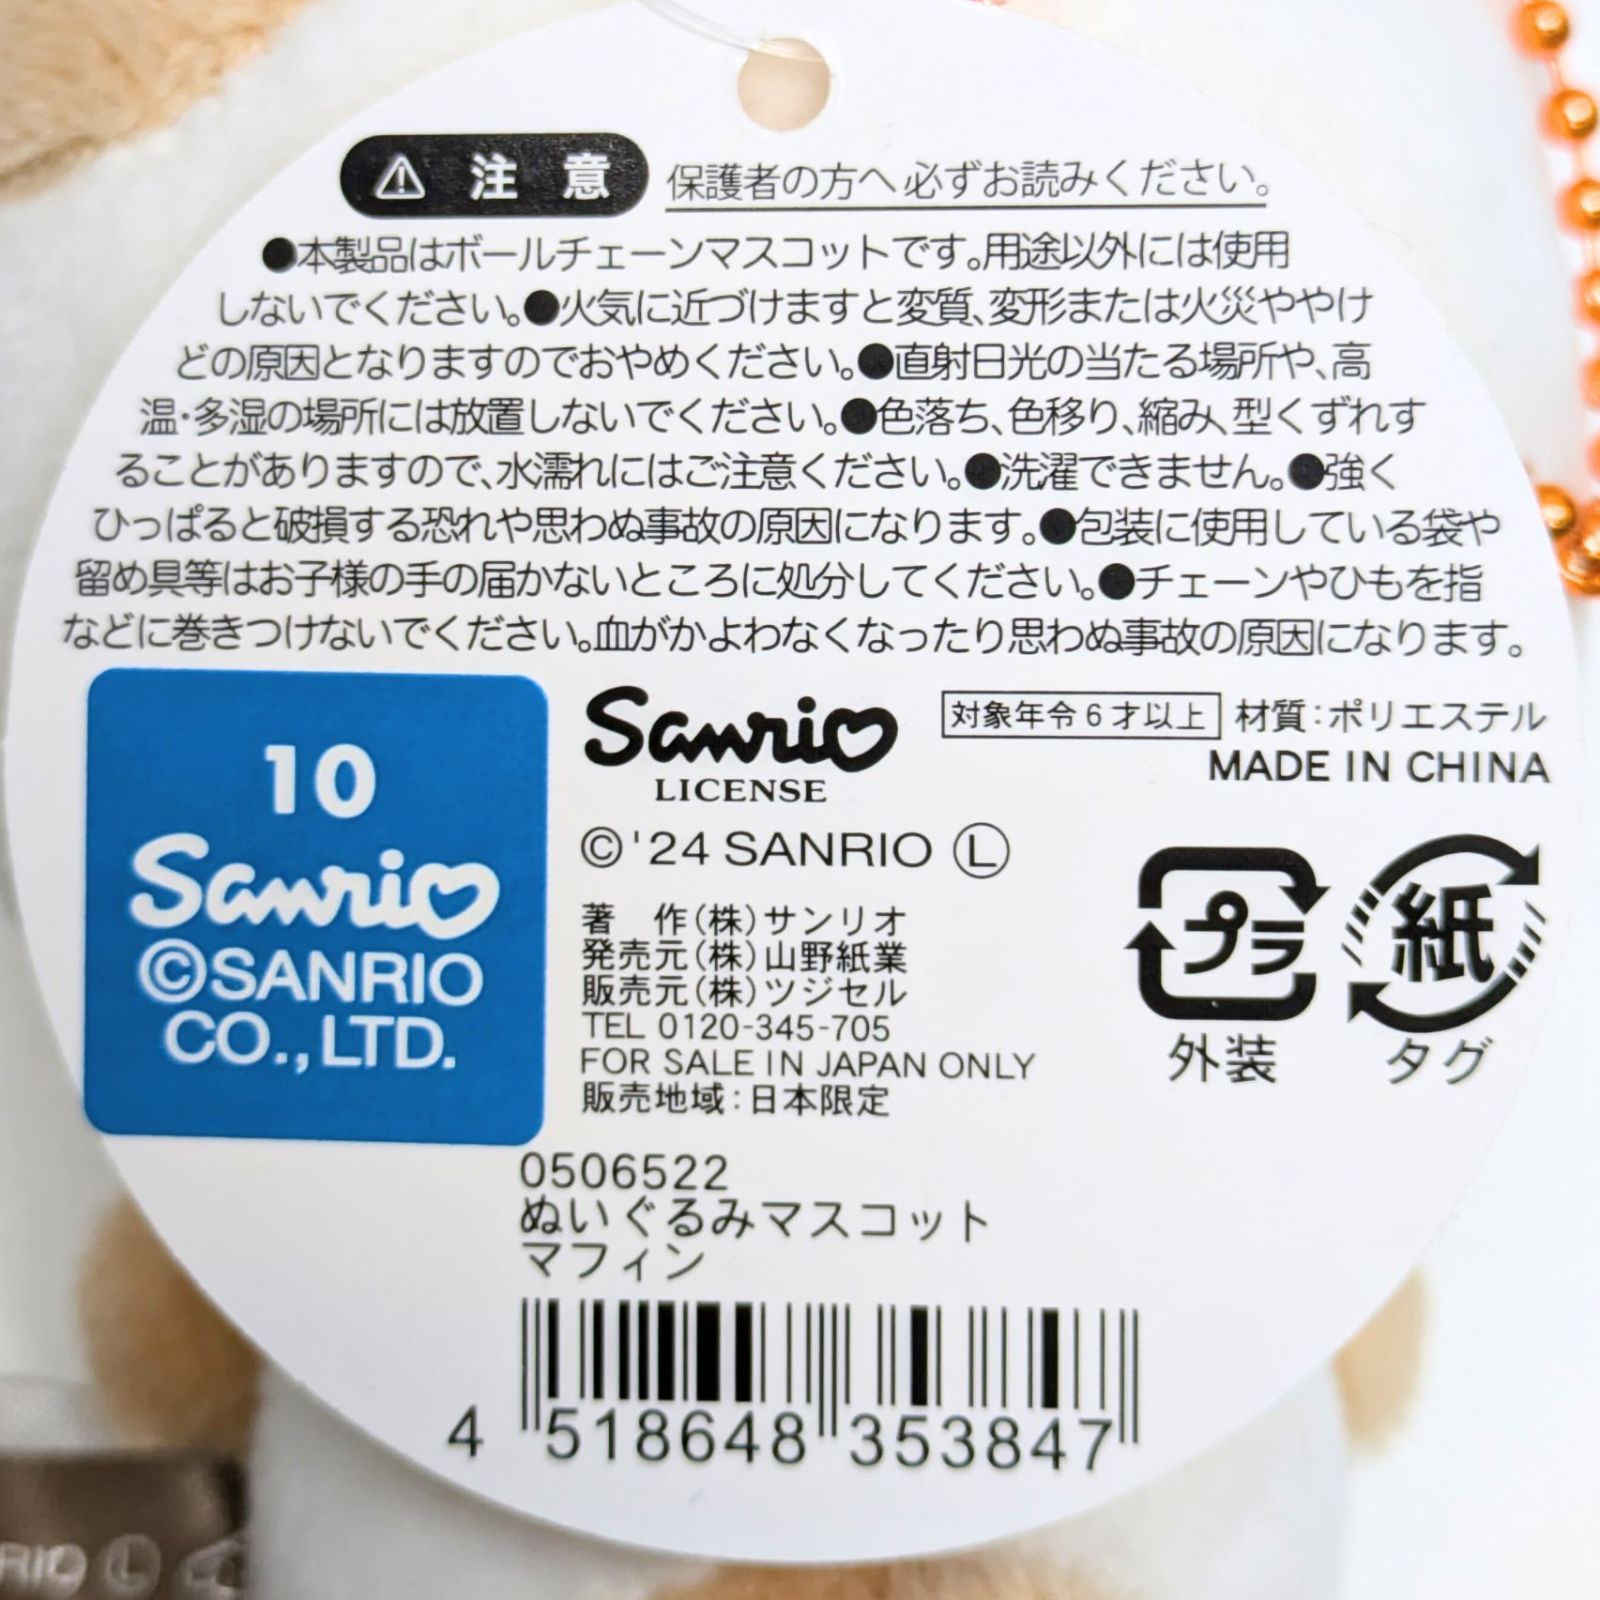 ⚠注意 保護者の方へ必ずお読みください。
●本製品はボールチェーンマスコットです。用途以外には使用
しないでください。●火気に近づけますと変質、変形または火災ややけ
どの原因となりますのでおやめください。●直射日光の当たる場所や、高
温・多湿の場所には放置しないでください。●色落ち、色移り、縮み、型くずれす
ることがありますので、水濡れにはご注意ください。●洗濯できません。●強く
ひっぱると破損する恐れや思わぬ事故の原因になります。●包装に使用している袋や
留め具等はお子様の手の届かないところに処分してください。●チェーンやひもを指
などに巻きつけないでください。血がかよわなくなったり思わぬ事故の原因になります。
10
Sanrio
©SANRIO
CO.,LTD.
Sanrio
LICENSE
対象年令6才以上 材質:ポリエステル
MADE IN CHINA
©'24 SANRIO Ⓛ
著 作(株)サンリオ
発売元(株)山野紙業
販売元(株)ツジセル
TEL 0120-345-705
FOR SALE IN JAPAN ONLY
販売地域:日本限定
プラ
外装
紙
タグ
0506522
ぬいぐるみマスコット
マフィン
4 518648 353847
RIO Ⓛ